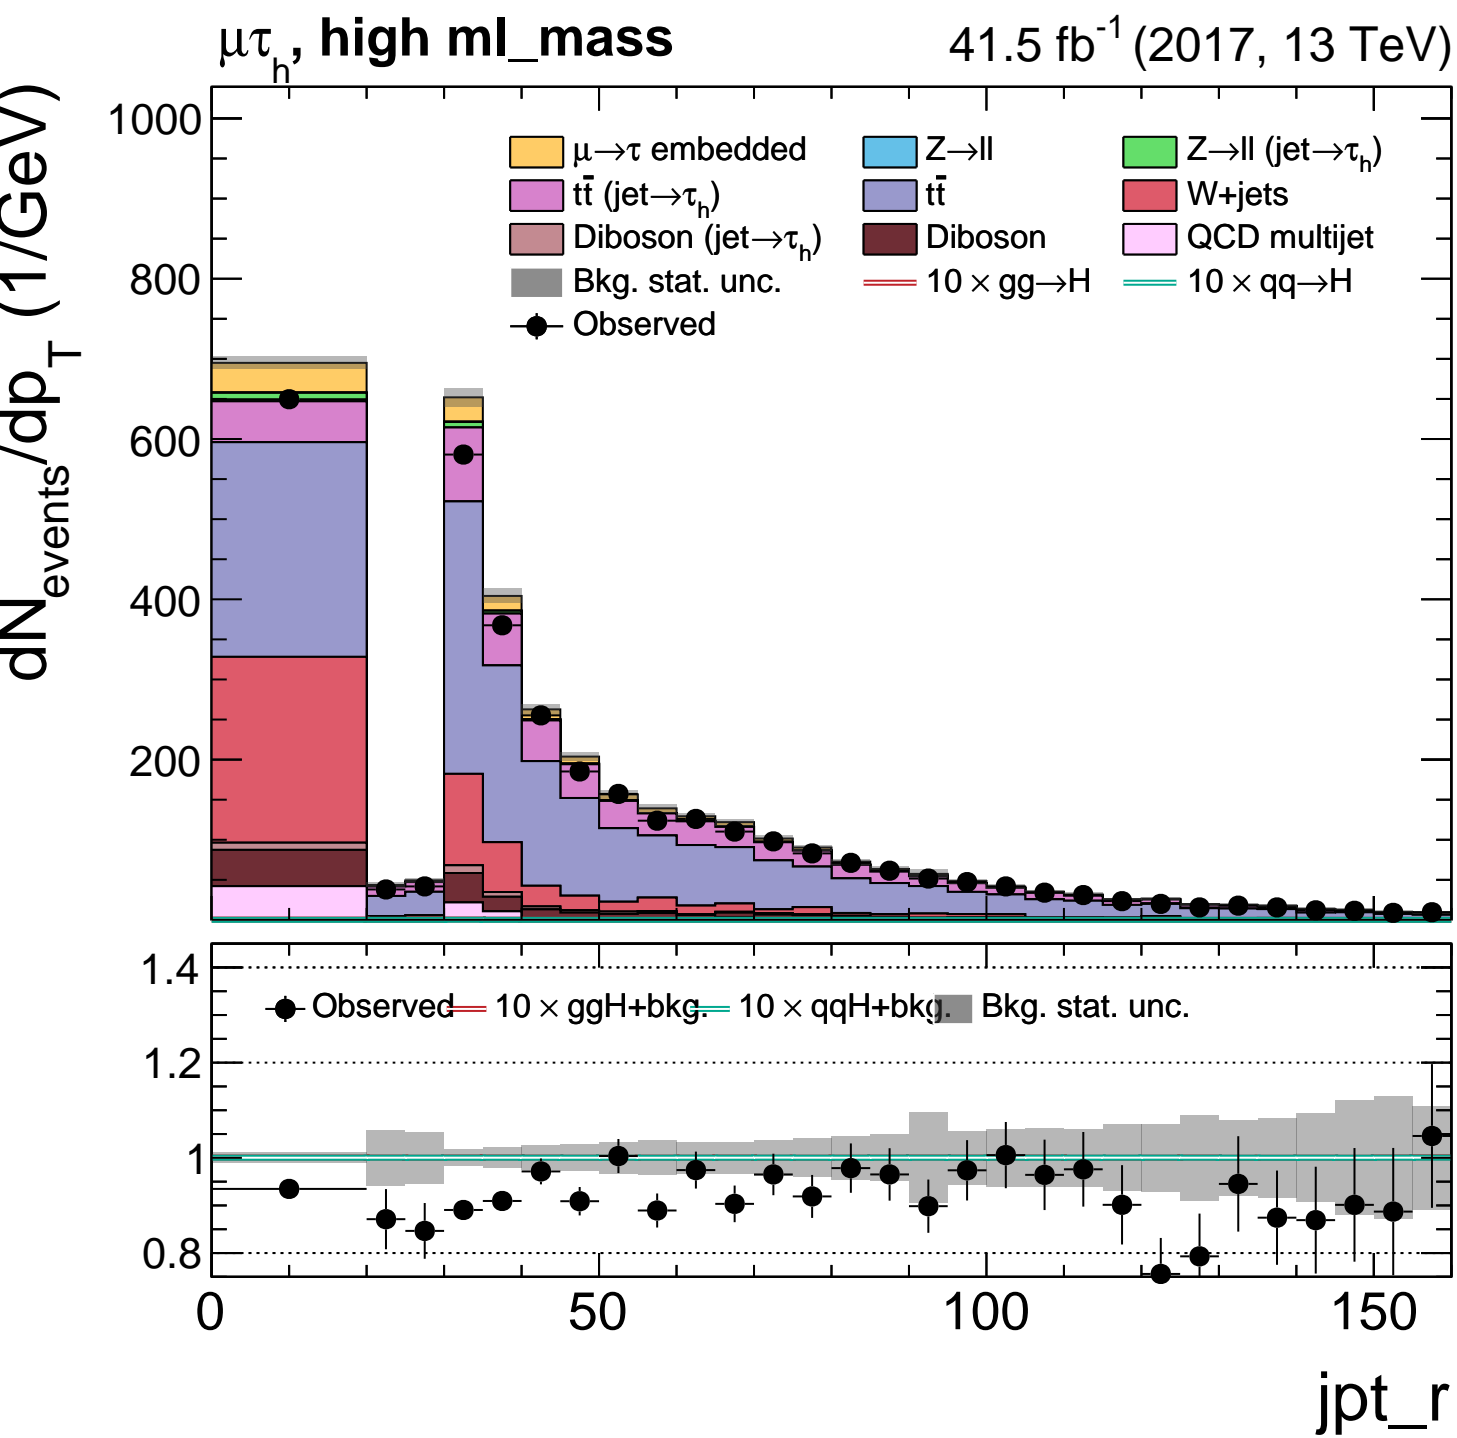 μτh, high ml_mass
41.5 fb-1 (2017, 13 TeV)
dNevents/dpT (1/GeV)
1000
800
600
400
200
μ→τ embedded
Z→ll
Z→ll (jet→τh)
tt̄ (jet→τh)
tt̄
W+jets
Diboson (jet→τh)
Diboson
QCD multijet
Bkg. stat. unc.
10 × gg→H
10 × qq→H
Observed
1.4
1.2
1
0.8
Observed
10 × ggH+bkg.
10 × qqH+bkg.
Bkg. stat. unc.
0
50
100
150
jpt_r